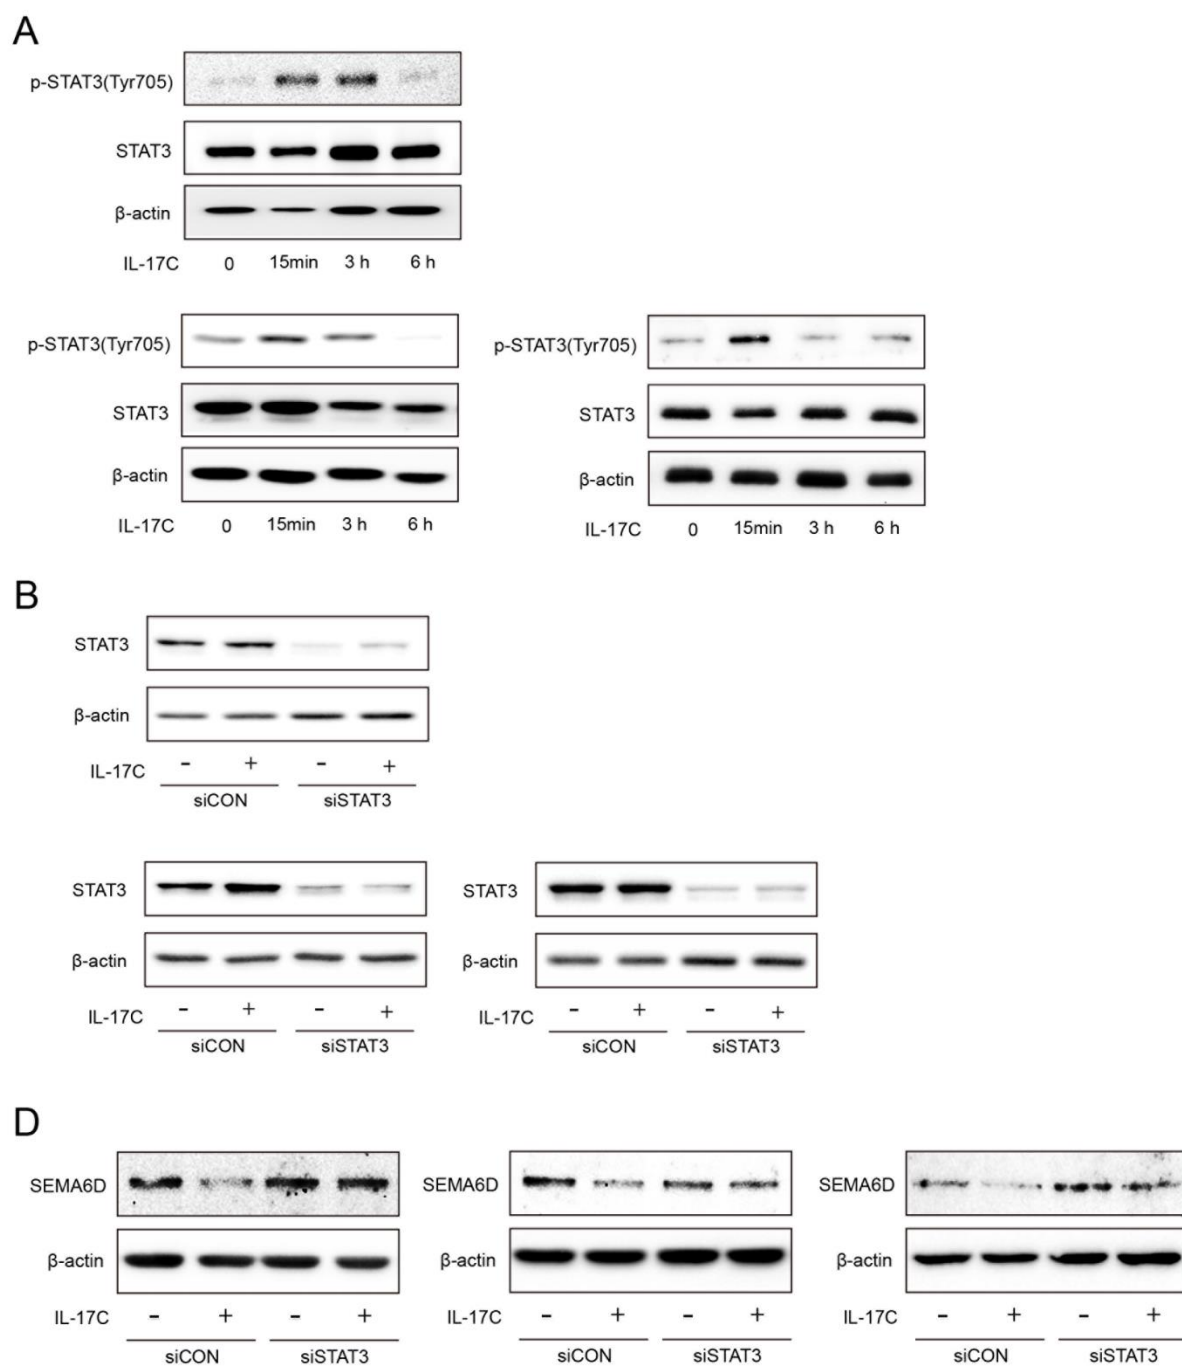 A
p-STAT3(Tyr705)
STAT3
β-actin
IL-17C 0 15min 3 h 6 h
p-STAT3(Tyr705)
STAT3
β-actin
IL-17C 0 15min 3 h 6 h
p-STAT3(Tyr705)
STAT3
β-actin
IL-17C 0 15min 3 h 6 h
B
STAT3
β-actin
IL-17C - + - +
siCON siSTAT3
STAT3
β-actin
IL-17C - + - +
siCON siSTAT3
STAT3
β-actin
IL-17C - + - +
siCON siSTAT3
D
SEMA6D
β-actin
IL-17C - + - +
siCON siSTAT3
SEMA6D
β-actin
IL-17C - + - +
siCON siSTAT3
SEMA6D
β-actin
IL-17C - + - +
siCON siSTAT3